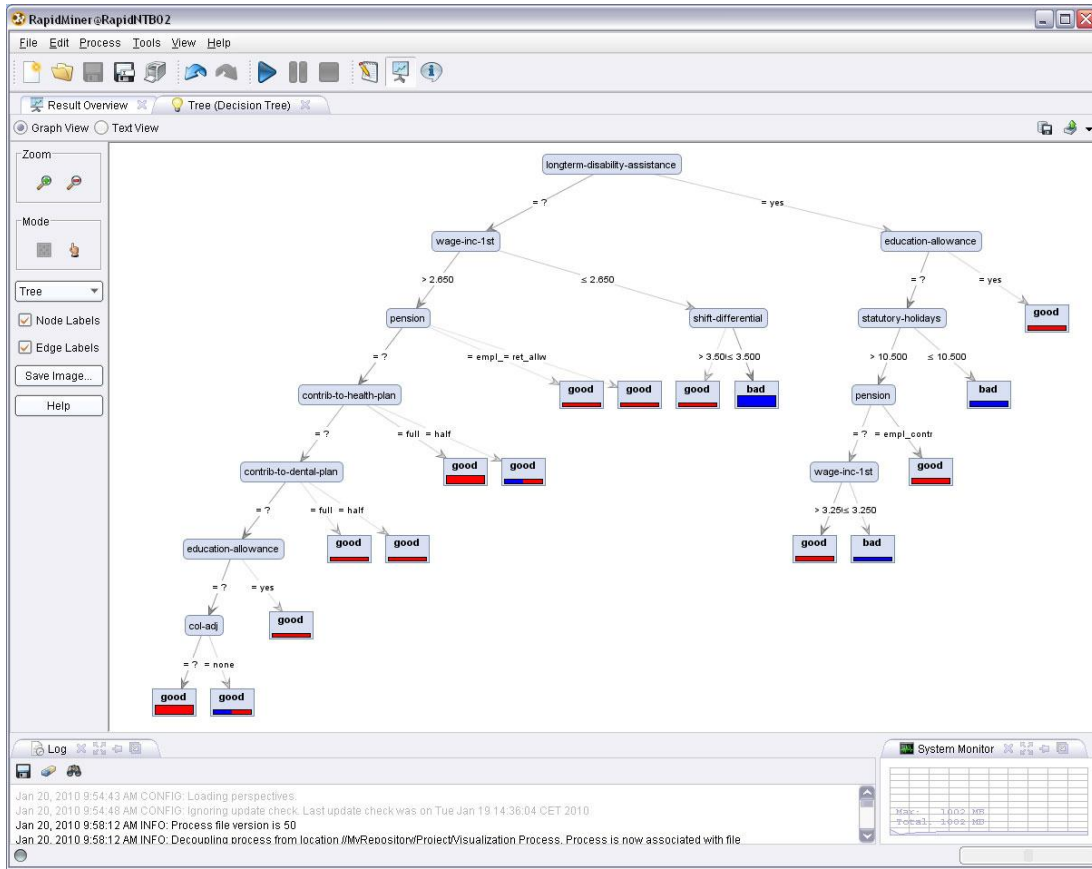 RapidMiner@RapidNTB02
File Edit Process Tools View Help
Result Overview Tree (Decision Tree)
Graph View Text View
Zoom
Mode
Tree
Node Labels
Edge Labels
Save Image...
Help
longterm-disability-assistance
= ? = yes
wage-inc-1st education-allowance
> 2.650 ≤ 2.650 = ? = yes
pension shift-differential statutory-holidays good
= ? = empl_= ret_allw > 3.50≤ 3.500 > 10.500 ≤ 10.500
contrib-to-health-plan good good good bad pension bad
= ? = full = half = ? = empl_contr
contrib-to-dental-plan good good wage-inc-1st good
= ? = full = half > 3.25≤ 3.250
education-allowance good good good bad
= ? = yes
col-adj good
= ? = none
good good
Log System Monitor
Jan 20, 2010 9:54:43 AM CONFIG: Loading perspectives.
Jan 20, 2010 9:54:48 AM CONFIG: Ignoring update check. Last update check was on Tue Jan 19 14:36:04 CET 2010
Jan 20, 2010 9:58:12 AM INFO: Process file version is 50
Jan 20, 2010 9:58:12 AM INFO: Decoupling process from location //MyRepository/Project/Visualization Process. Process is now associated with file
Max: 1002 MB
Total: 1002 MB